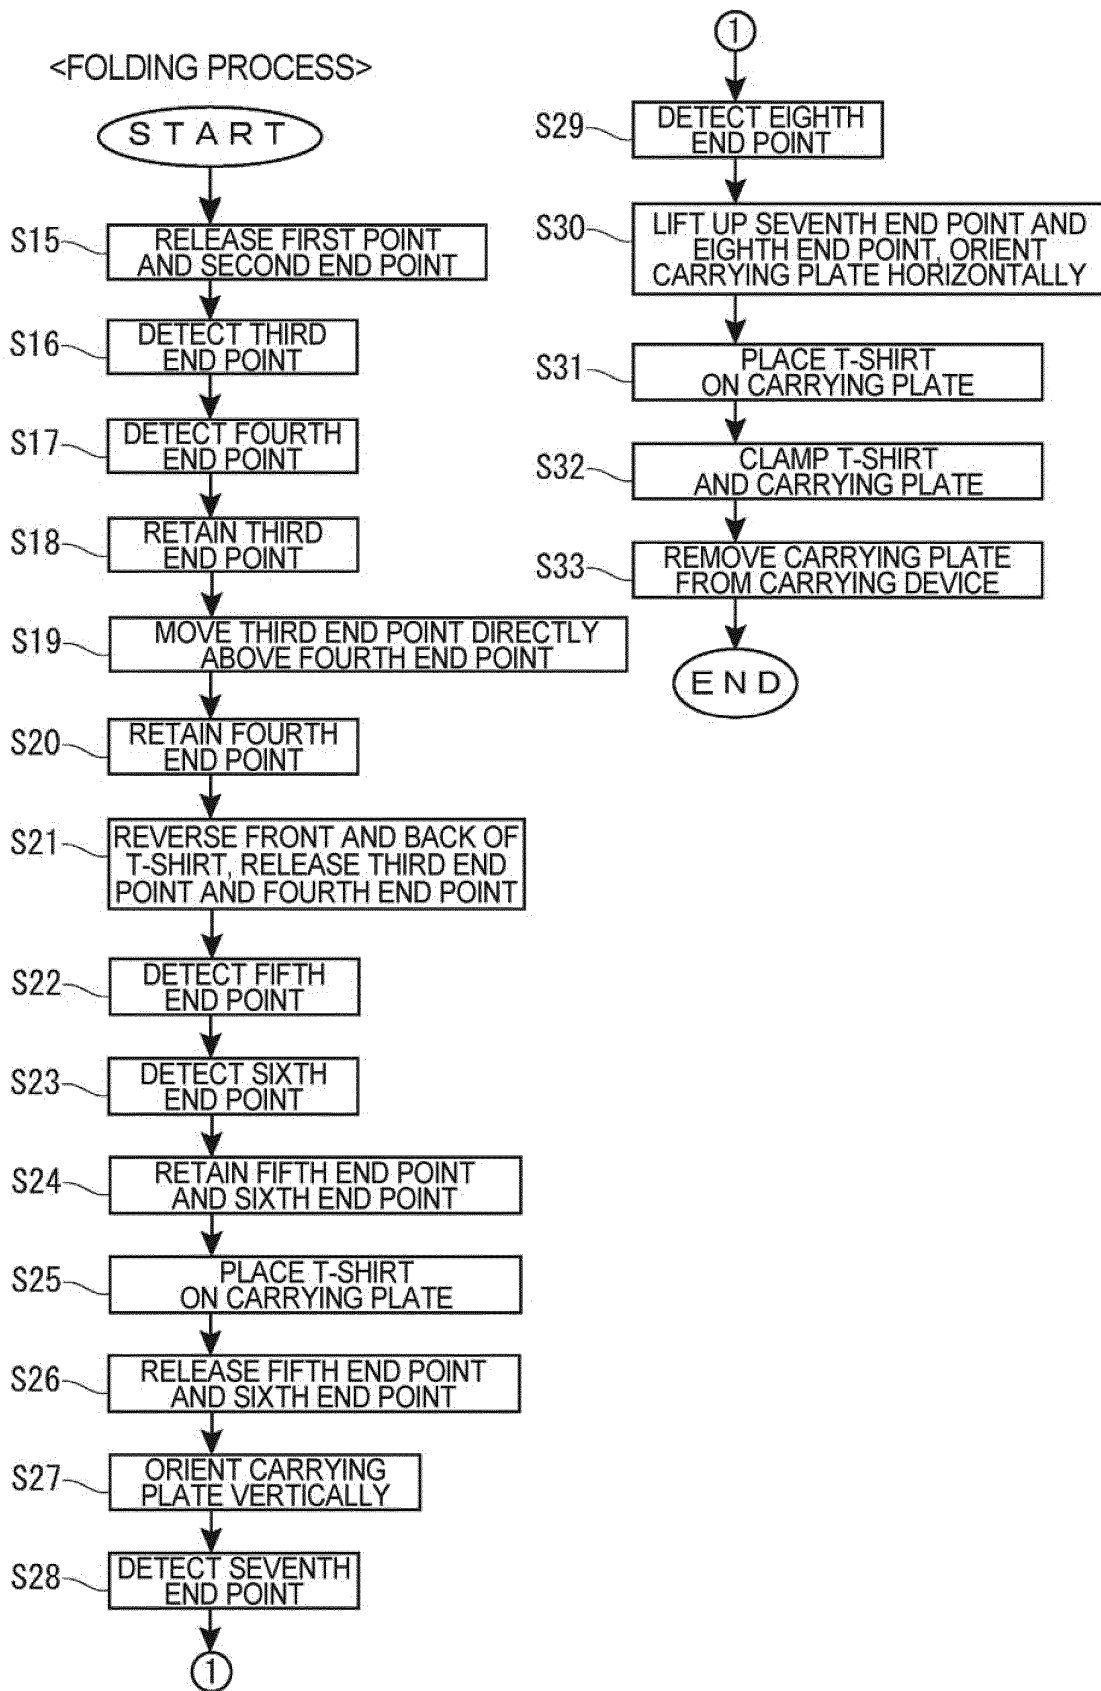 <FOLDING PROCESS>
START
S15
RELEASE FIRST POINT
AND SECOND END POINT
S16
DETECT THIRD
END POINT
S17
DETECT FOURTH
END POINT
S18
RETAIN THIRD
END POINT
S19
MOVE THIRD END POINT DIRECTLY
ABOVE FOURTH END POINT
S20
RETAIN FOURTH
END POINT
S21
REVERSE FRONT AND BACK OF
T-SHIRT, RELEASE THIRD END
POINT AND FOURTH END POINT
S22
DETECT FIFTH
END POINT
S23
DETECT SIXTH
END POINT
S24
RETAIN FIFTH END POINT
AND SIXTH END POINT
S25
PLACE T-SHIRT
ON CARRYING PLATE
S26
RELEASE FIFTH END POINT
AND SIXTH END POINT
S27
ORIENT CARRYING
PLATE VERTICALLY
S28
DETECT SEVENTH
END POINT
1
1
S29
DETECT EIGHTH
END POINT
S30
LIFT UP SEVENTH END POINT AND
EIGHTH END POINT, ORIENT
CARRYING PLATE HORIZONTALLY
S31
PLACE T-SHIRT
ON CARRYING PLATE
S32
CLAMP T-SHIRT
AND CARRYING PLATE
S33
REMOVE CARRYING PLATE
FROM CARRYING DEVICE
END